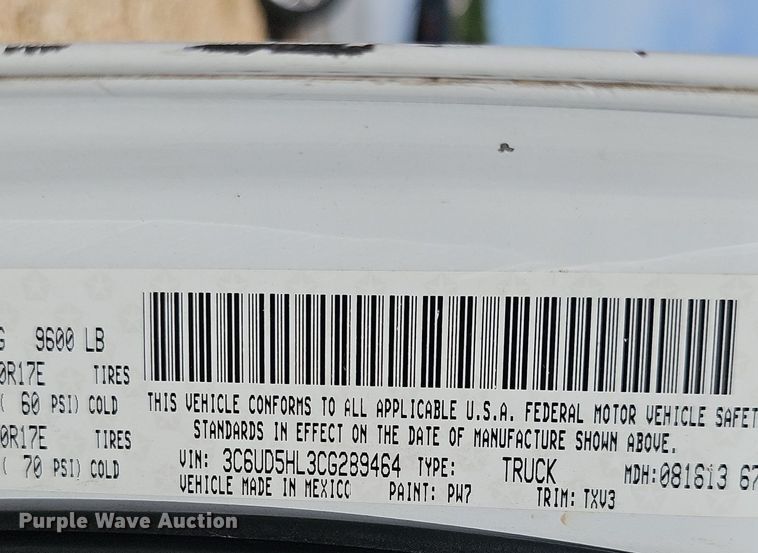 G 9600 LB
0R17E TIRES
( 60 PSI) COLD
0R17E TIRES
( 70 PSI) COLD
THIS VEHICLE CONFORMS TO ALL APPLICABLE U.S.A. FEDERAL MOTOR VEHICLE SAFET
STANDARDS IN EFFECT ON THE DATE OF MANUFACTURE SHOWN ABOVE.
VIN: 3C6UD5HL3CG289464 TYPE: TRUCK MDH: 081613 67
VEHICLE MADE IN MEXICO PAINT: PW7 TRIM: TXV3
Purple Wave Auction